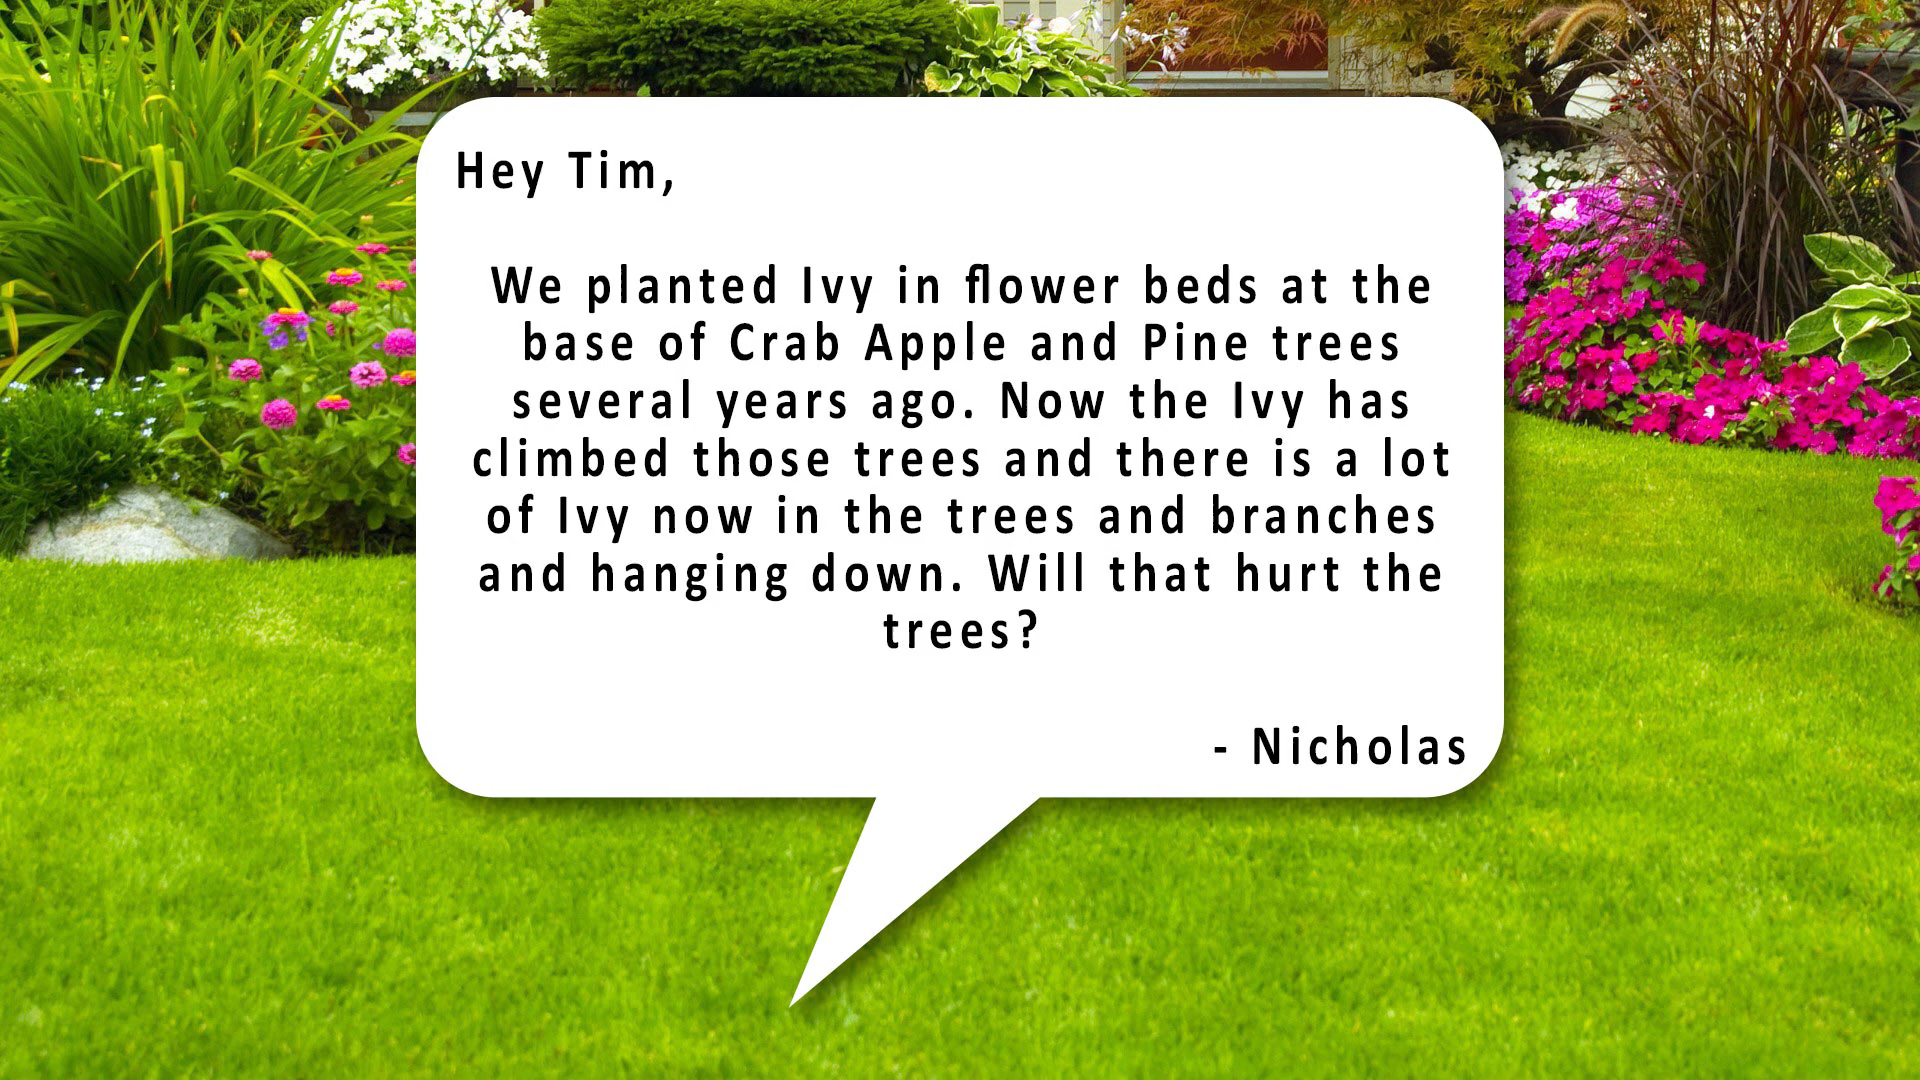 Hey Tim,
We planted Ivy in flower beds at the
base of Crab Apple and Pine trees
several years ago. Now the Ivy has
climbed those trees and there is a lot
of Ivy now in the trees and branches
and hanging down. Will that hurt the
trees?
- Nicholas